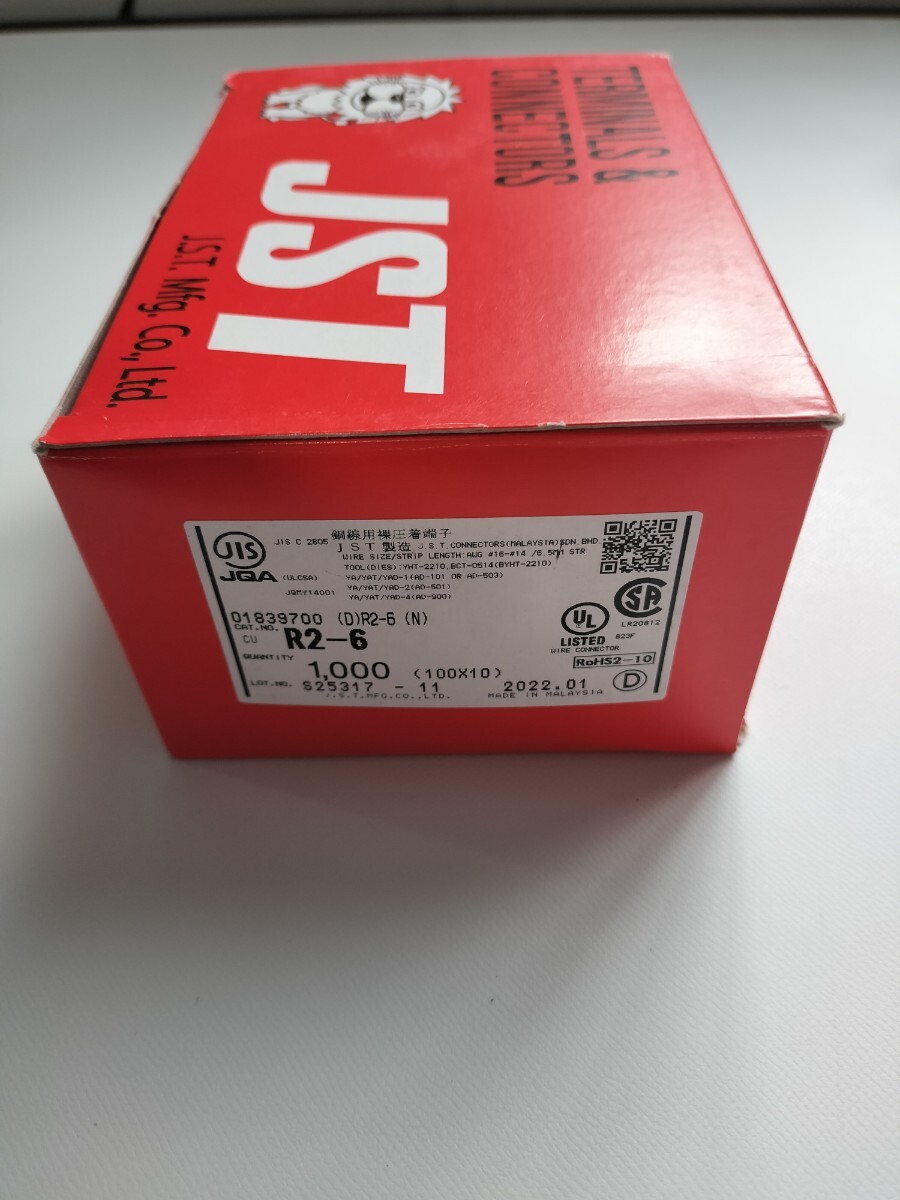 TERMINALS &
CONNECTORS
JST
J.S.T. Mfg. Co., Ltd.
JIS
JQA
JIS C 2805 銅線用裸圧着端子
JST製造 J.S.T.CONNECTORS(MALAYSIA)SDN.BHD.
WIRE SIZE/STRIP LENGTH:AWG #16-#14 /6.5MM STR
TOOL(DIES):YHT-2210,BCT-0514(BYHT-2210)
(ULCSA) YA/YAT/YAD-1(AD-101 OR AD-503)
JQMY14001 YA/YAT/YAD-2(AD-501)
YA/YAT/YAD-4(AD-900)
01839700 (D)R2-6 (N)
CAT.NO.
CU R2-6
QUANTITY 1,000 (100X10)
LOT.NO. S25317 - 11 2022.01
J.S.T.MFG.CO.,LTD. MADE IN MALAYSIA
UL
LISTED 823F
WIRE CONNECTOR
SA
LR20812
RoHS2-10
D